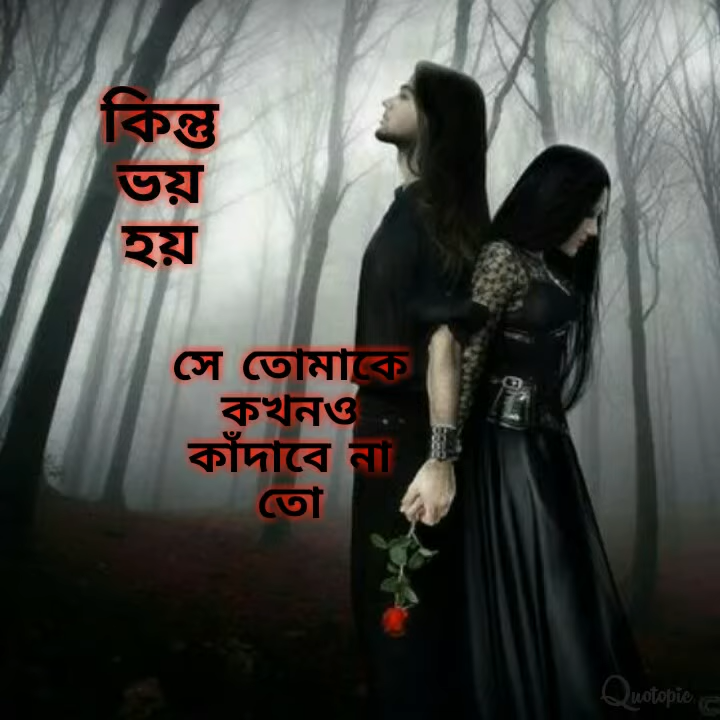 কিন্তু
ভয়
হয়
সে তোমাকে
কখনও
কাঁদাবে না
তো
Quotopic